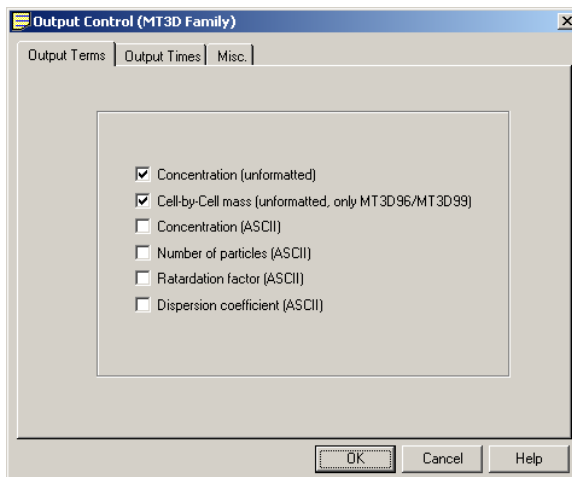 Output Control (MT3D Family)
Output Terms Output Times Misc.
Concentration (unformatted)
Cell-by-Cell mass (unformatted, only MT3D96/MT3D99)
Concentration (ASCII)
Number of particles (ASCII)
Ratardation factor (ASCII)
Dispersion coefficient (ASCII)
OK Cancel Help